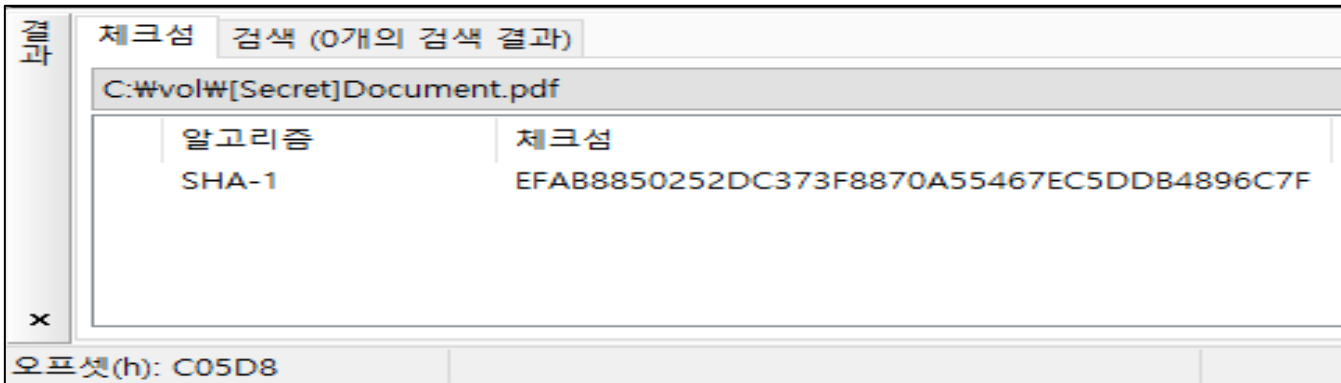 결과
체크섬 검색 (0개의 검색 결과)
C:₩vol₩[Secret]Document.pdf
알고리즘 체크섬
SHA-1 EFAB8850252DC373F8870A55467EC5DDB4896C7F
x
오프셋(h): C05D8